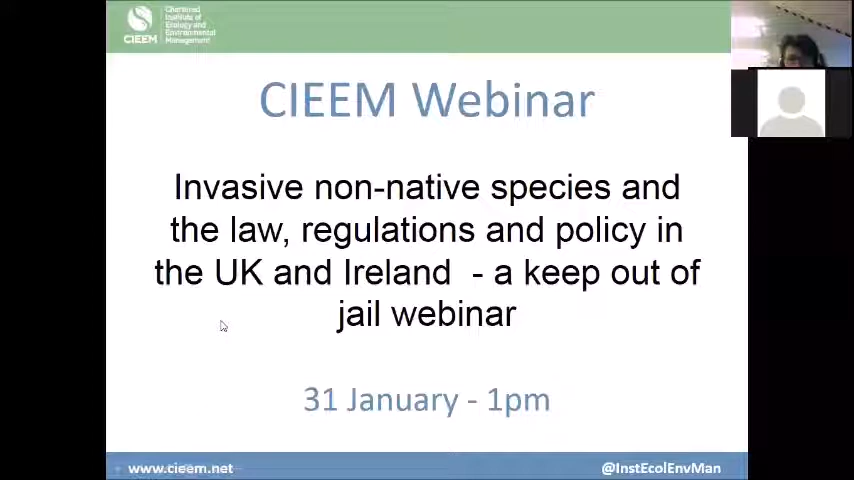 CIEEM
Chartered
Institute of
Ecology and
Environmental
Management
CIEEM Webinar
Invasive non-native species and
the law, regulations and policy in
the UK and Ireland - a keep out of
jail webinar
31 January - 1pm
www.cieem.net
@InstEcolEnvMan